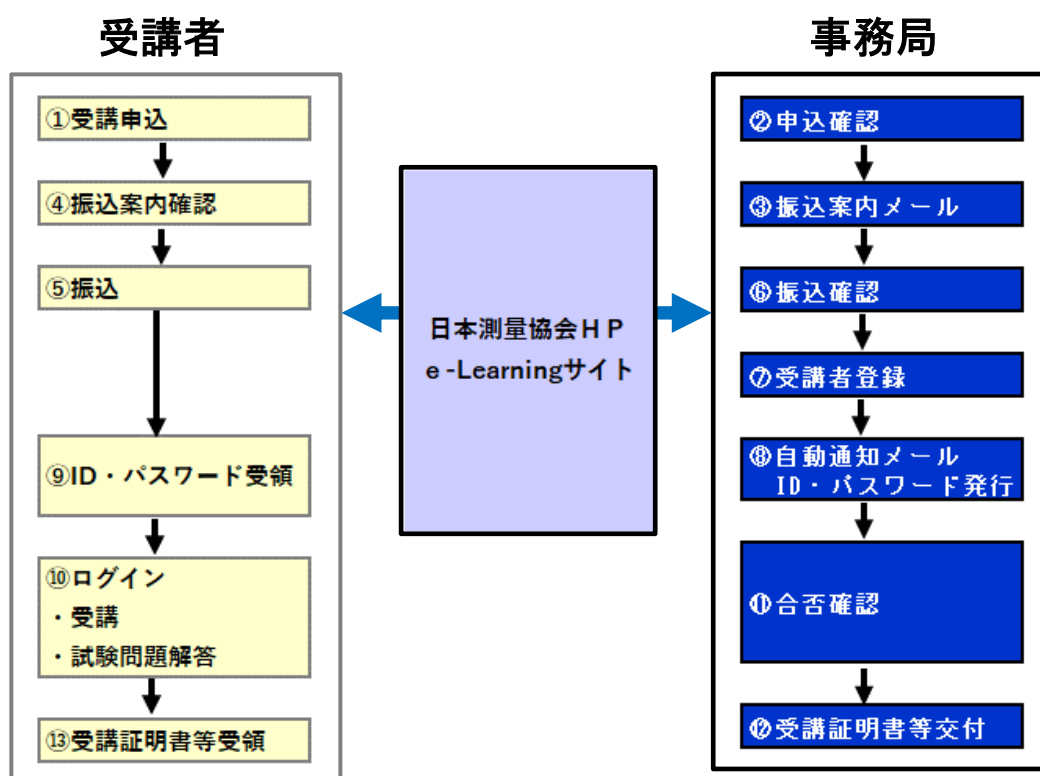 受講者
①受講申込
④振込案内確認
⑤振込
⑨ID・パスワード受領
⑩ログイン
・受講
・試験問題解答
⑬受講証明書等受領
日本測量協会ＨＰ
ｅ-Learningサイト
事務局
②申込確認
③振込案内メール
⑥振込確認
⑦受講者登録
⑧自動通知メール
ID・パスワード発行
⑪合否確認
⑫受講証明書等交付